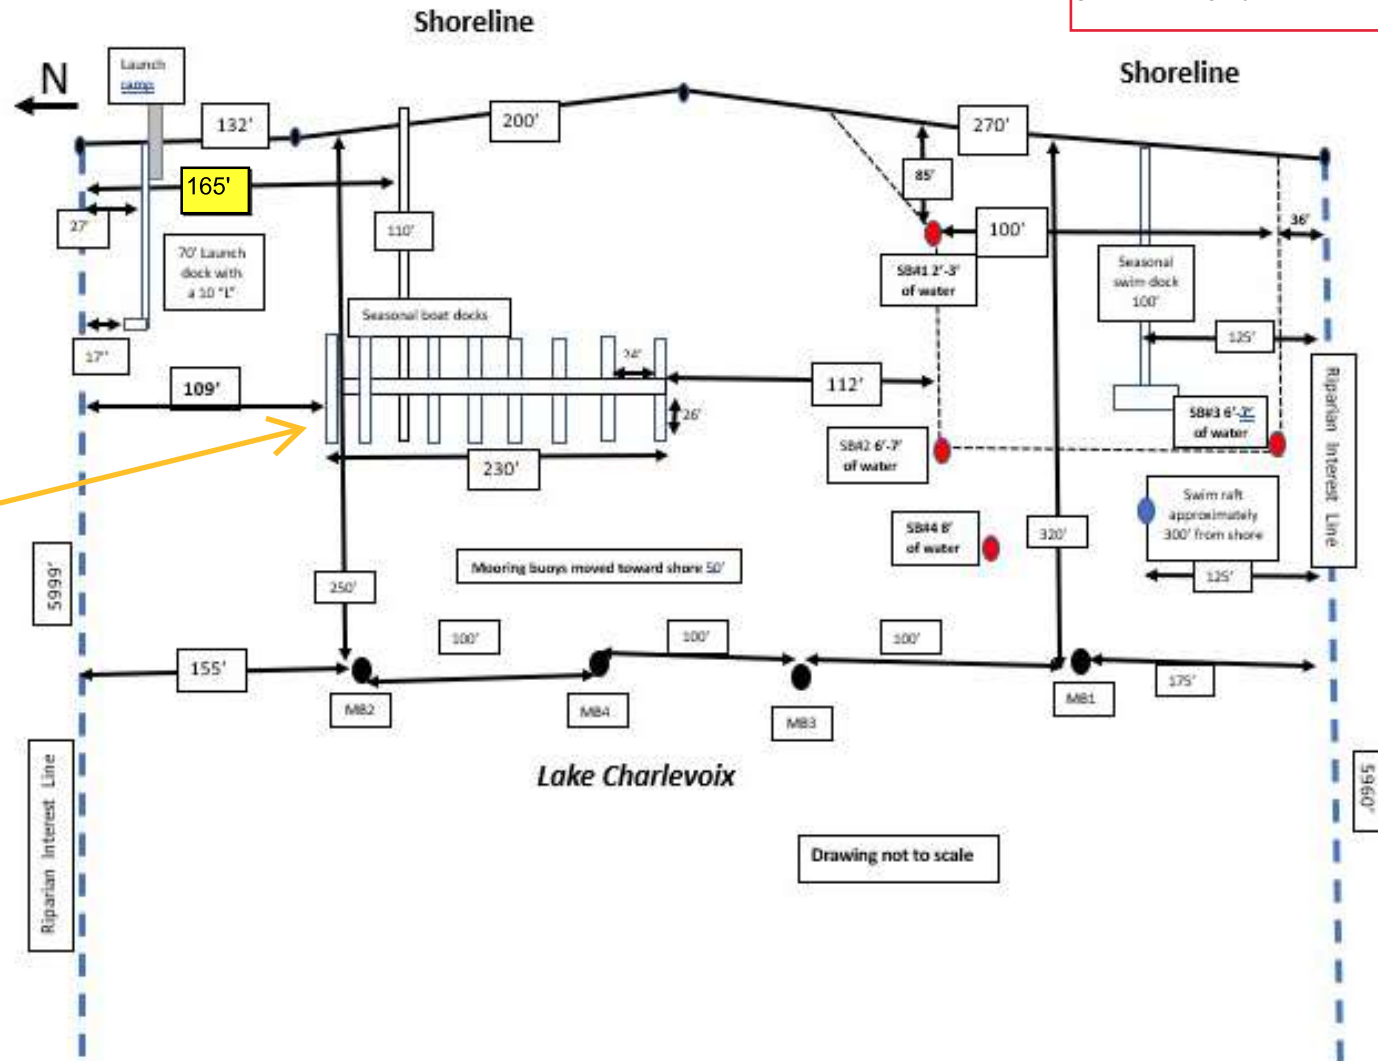 Shoreline
Shoreline
N
Launch
ramp
132'
200'
270'
165'
85'
27'
110'
100'
36'
70' Launch
dock with
a 10 "L"
SB#1 2'-3'
of water
Seasonal
swim dock
100'
Seasonal boat docks
17'
24'
125'
109'
112'
26'
SB#3 6'-7'
of water
SB#2 6'-7'
of water
230'
Riparian Interest Line
Swim raft
approximately
300' from shore
SB#4 8'
of water
320'
Mooring buoys moved toward shore 50'
5999'
250'
125'
100'
100'
100'
155'
175'
MB2
MB4
MB3
MB1
Lake Charlevoix
5960'
Riparian Interest Line
Drawing not to scale